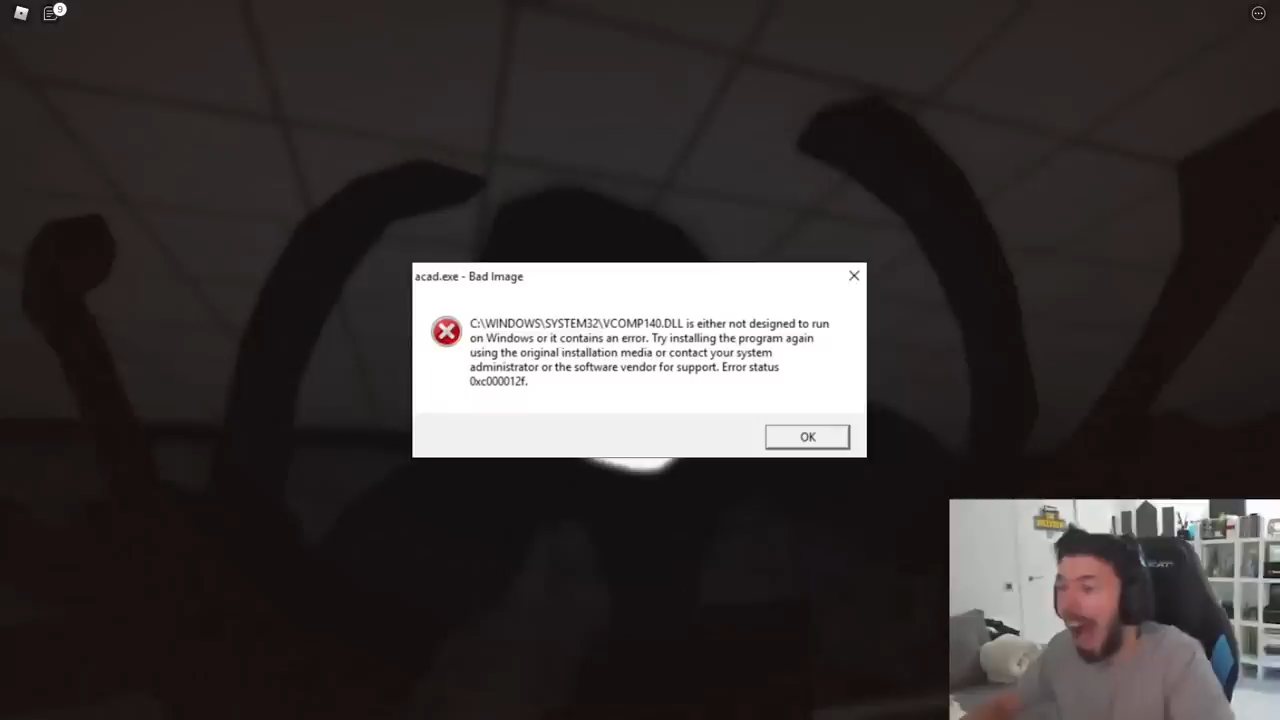 9
acad.exe - Bad Image
C:\WINDOWS\SYSTEM32\VCOMP140.DLL is either not designed to run
on Windows or it contains an error. Try installing the program again
using the original installation media or contact your system
administrator or the software vendor for support. Error status
0xc000012f.
OK